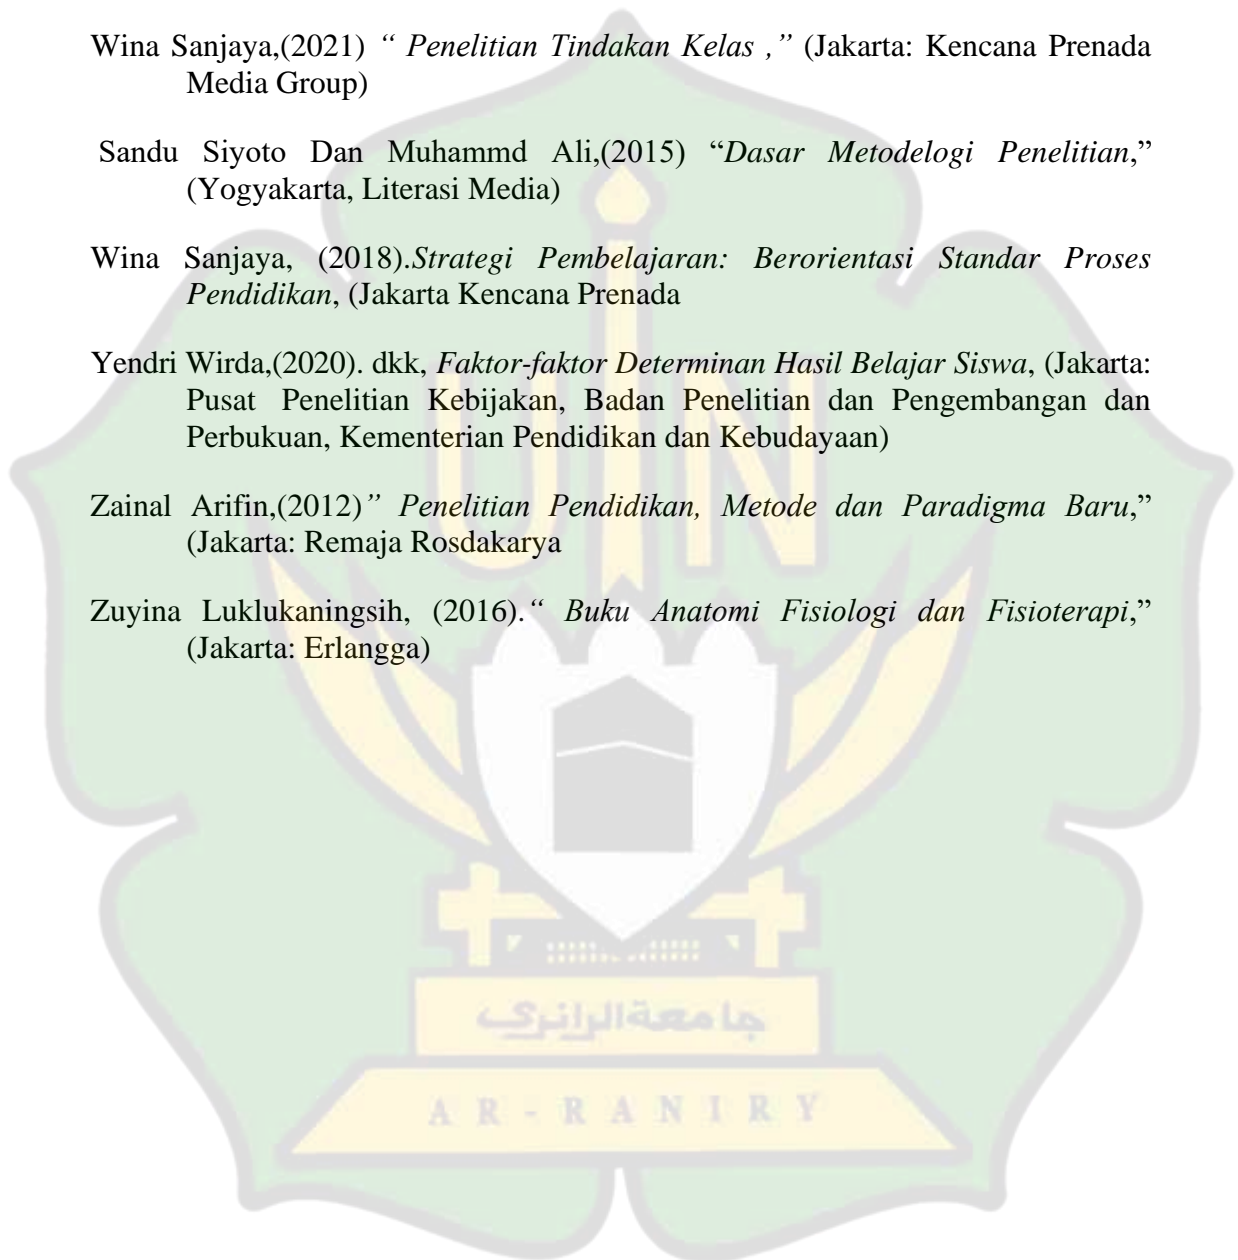 Wina Sanjaya,(2021) “ Penelitian Tindakan Kelas ,” (Jakarta: Kencana Prenada
Media Group)
Sandu Siyoto Dan Muhammd Ali,(2015) “Dasar Metodelogi Penelitian,”
(Yogyakarta, Literasi Media)
Wina Sanjaya, (2018).Strategi Pembelajaran: Berorientasi Standar Proses
Pendidikan, (Jakarta Kencana Prenada
Yendri Wirda,(2020). dkk, Faktor-faktor Determinan Hasil Belajar Siswa, (Jakarta:
Pusat Penelitian Kebijakan, Badan Penelitian dan Pengembangan dan
Perbukuan, Kementerian Pendidikan dan Kebudayaan)
Zainal Arifin,(2012)” Penelitian Pendidikan, Metode dan Paradigma Baru,”
(Jakarta: Remaja Rosdakarya
Zuyina Luklukaningsih, (2016).“ Buku Anatomi Fisiologi dan Fisioterapi,”
(Jakarta: Erlangga)
UIN
جامعة الرانري
AR-RANIRY